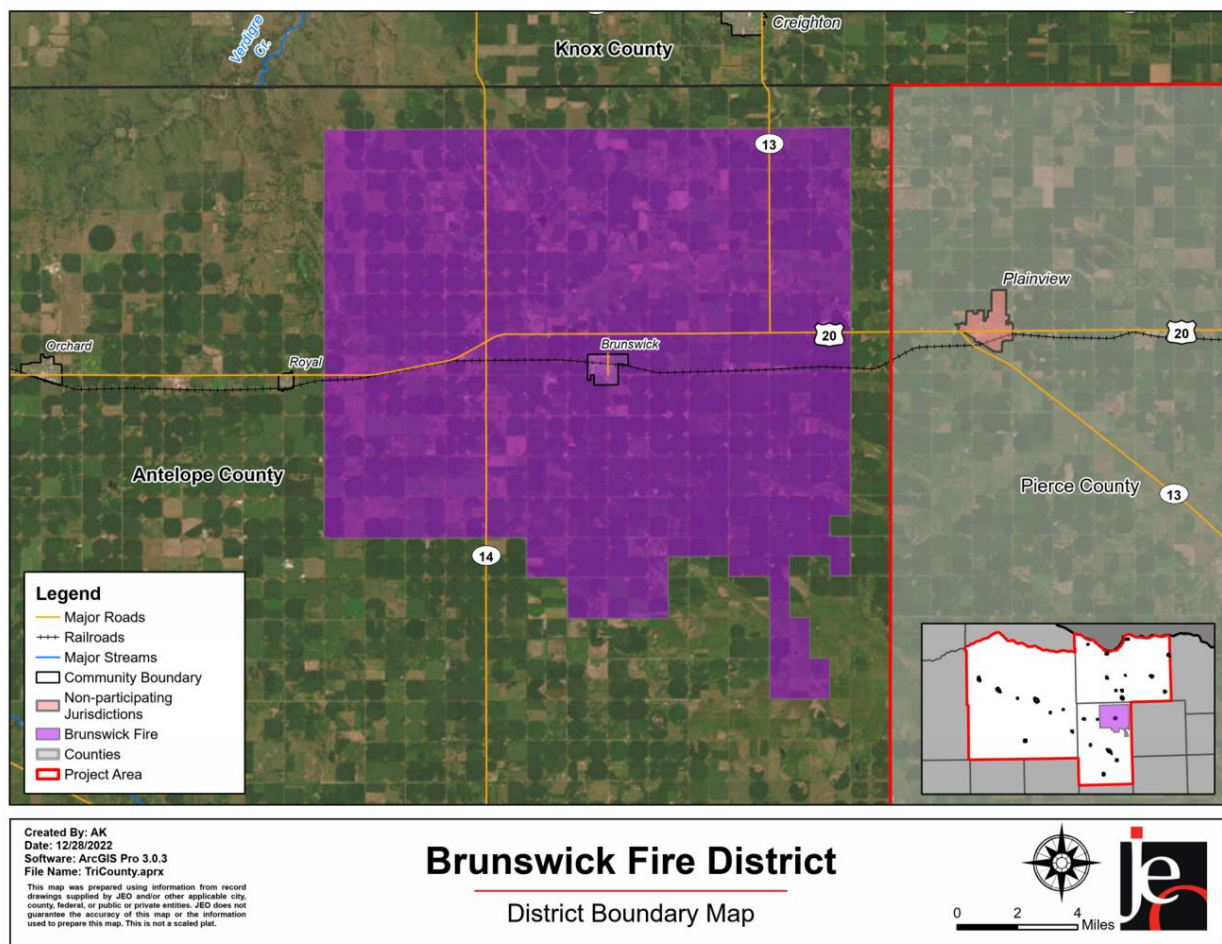 Verdigre
Cr.
Knox County
Creighton
13
Plainview
Orchard
Royal
Brunswick
20
20
Antelope County
Pierce County
13
14
Legend
Major Roads
Railroads
Major Streams
Community Boundary
Non-participating
Jurisdictions
Brunswick Fire
Counties
Project Area
Created By: AK
Date: 12/28/2022
Software: ArcGIS Pro 3.0.3
File Name: TriCounty.aprx
This map was prepared using information from record
drawings supplied by JEO and/or other applicable city,
county, federal, or public or private entities. JEO does not
guarantee the accuracy of this map or the information
used to prepare this map. This is not a scaled plat.
Brunswick Fire District
District Boundary Map
0 2 4
Miles
jeo